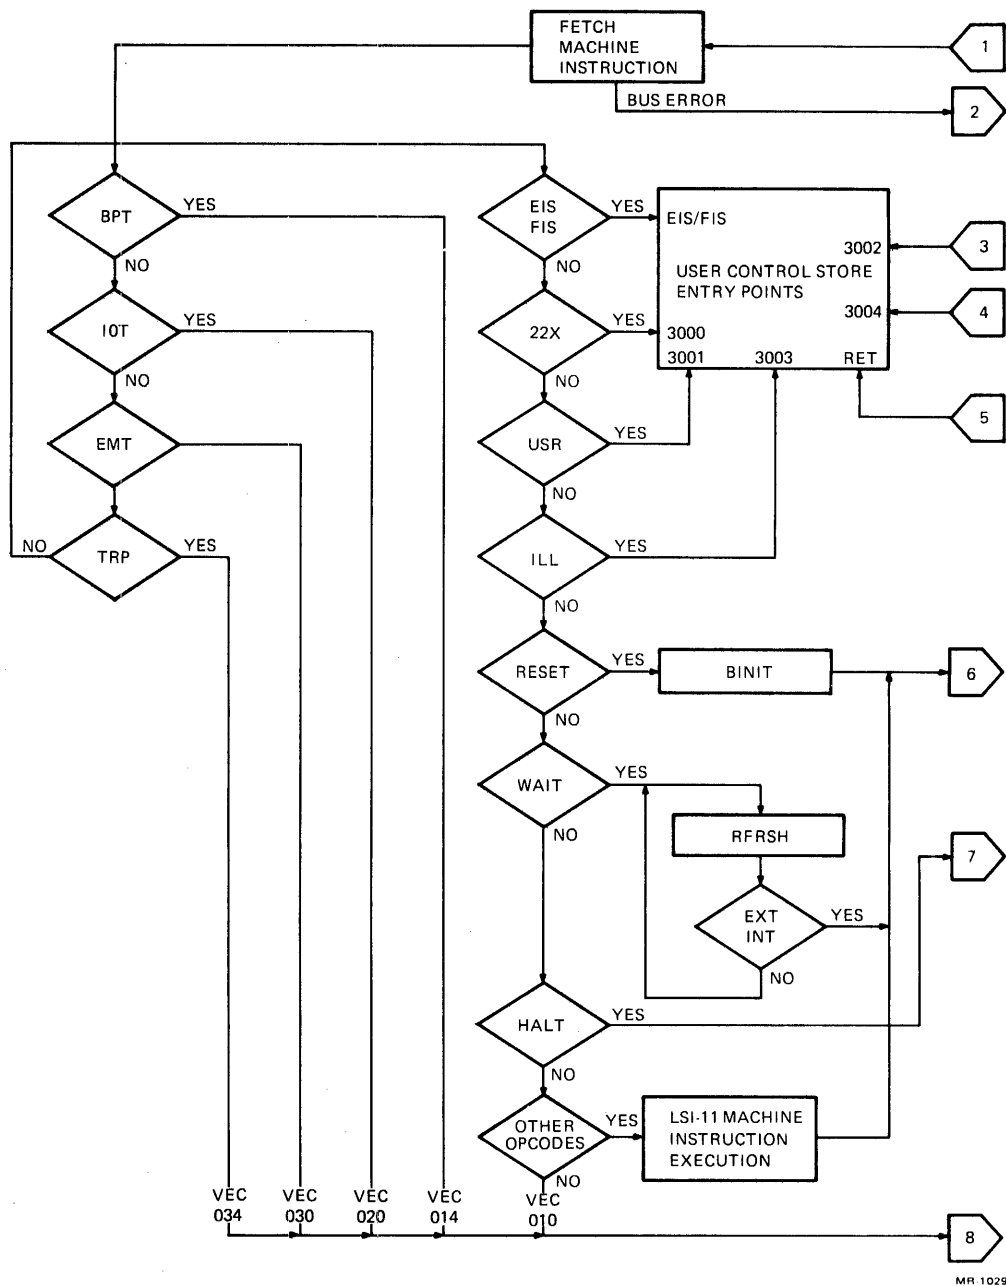 FETCH
MACHINE
INSTRUCTION
1
BUS ERROR
2
BPT
YES
NO
EIS
FIS
YES
NO
EIS/FIS
3002
USER CONTROL STORE
ENTRY POINTS
3004
3000
3001 3003 RET
3
4
5
IOT
YES
NO
22X
YES
NO
EMT
USR
YES
NO
NO
TRP
YES
ILL
YES
NO
RESET
YES
NO
BINIT
6
WAIT
YES
NO
RFRSH
7
EXT
INT
YES
NO
HALT
YES
NO
OTHER
OPCODES
YES
NO
LSI-11 MACHINE
INSTRUCTION
EXECUTION
VEC
034
VEC
030
VEC
020
VEC
014
VEC
010
8
MR-1029